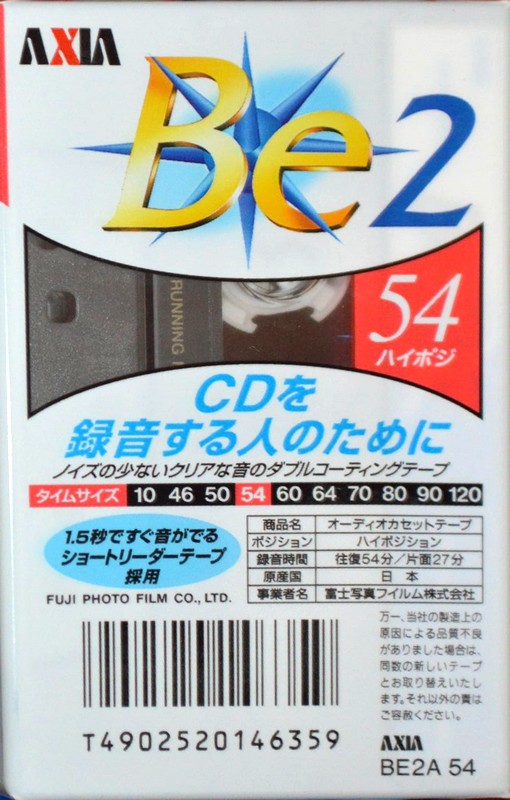 AXIA
Be2
RUNNING
54
ハイポジ
CDを
録音する人のために
ノイズの少ないクリアな音のダブルコーティングテープ
タイムサイズ 10 46 50 54 60 64 70 80 90 120
1.5秒ですぐ音がでる
ショートリーダーテープ
採用
FUJI PHOTO FILM CO., LTD.
商品名 オーディオカセットテープ
ポジション ハイポジション
録音時間 往復54分/片面27分
原産国 日本
事業者名 富士写真フイルム株式会社
万一、当社の製造上の
原因による品質不良
がありました場合は、
同数の新しいテープ
とお取り替えいたし
ます。それ以外の責は
ご容赦ください。
T4902520146359
AXIA
BE2A 54